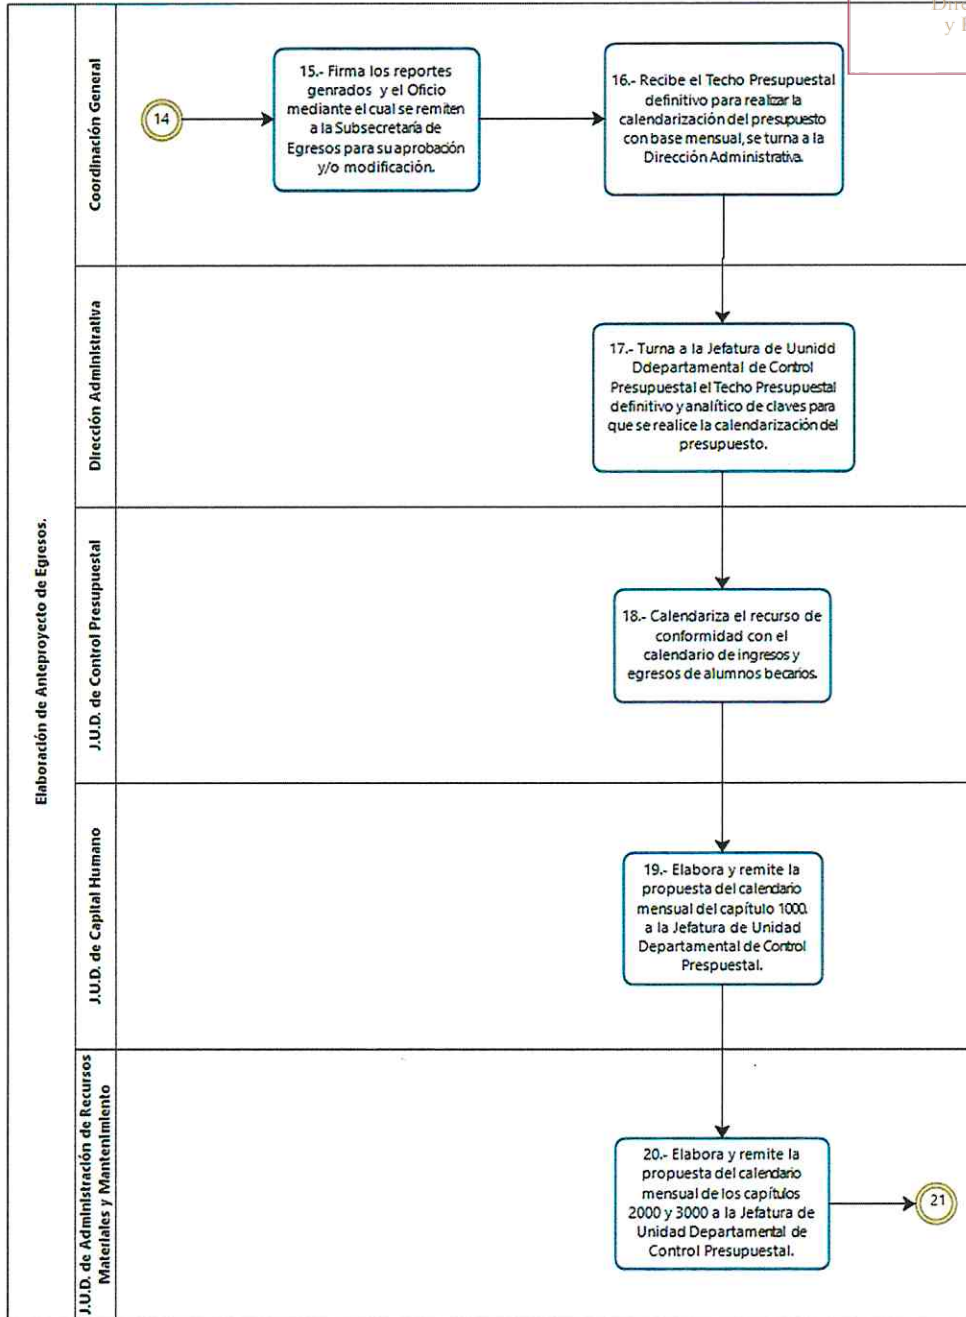 Elaboración de Anteproyecto de Egresos.
Coordinación General
14
15.- Firma los reportes
genrados y el Oficio
mediante el cual se remiten
a la Subsecretaría de
Egresos para su aprobación
y/o modificación.
16.- Recibe el Techo Presupuestal
definitivo para realizar la
calendarización del presupuesto
con base mensual, se turna a la
Dirección Administrativa.
Dirección Administrativa
17.- Turna a la Jefatura de Uunidd
Ddepartamental de Control
Presupuestal el Techo Presupuestal
definitivo y analítico de claves para
que se realice la calendarización del
presupuesto.
J.U.D. de Control Presupuestal
18.- Calendariza el recurso de
conformidad con el
calendario de ingresos y
egresos de alumnos becarios.
J.U.D. de Capital Humano
19.- Elabora y remite la
propuesta del calendario
mensual del capítulo 1000.
a la Jefatura de Unidad
Departamental de Control
Prespuestal.
J.U.D. de Administración de Recursos
Materiales y Mantenimiento
20.- Elabora y remite la
propuesta del calendario
mensual de los capítulos
2000 y 3000 a la Jefatura de
Unidad Departamental de
Control Presupuestal.
21